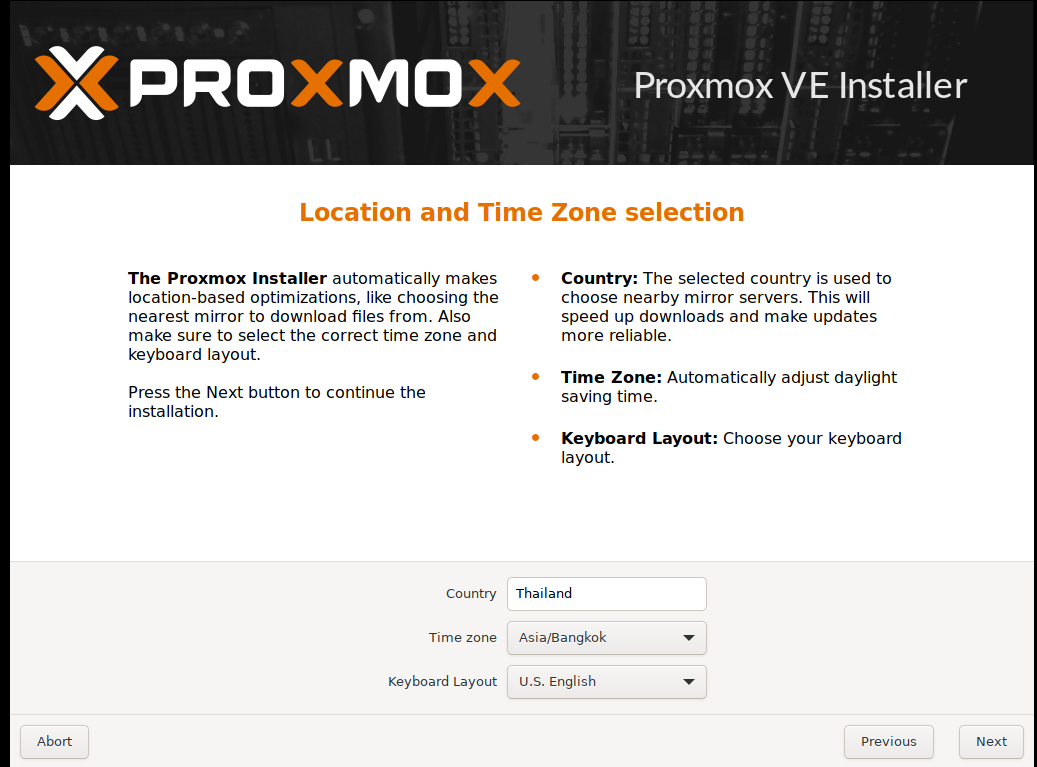 PROXMOX
Proxmox VE Installer
Location and Time Zone selection
The Proxmox Installer automatically makes
location-based optimizations, like choosing the
nearest mirror to download files from. Also
make sure to select the correct time zone and
keyboard layout.
Press the Next button to continue the
installation.
Country: The selected country is used to
choose nearby mirror servers. This will
speed up downloads and make updates
more reliable.
Time Zone: Automatically adjust daylight
saving time.
Keyboard Layout: Choose your keyboard
layout.
Country Thailand
Time zone Asia/Bangkok
Keyboard Layout U.S. English
Abort Previous Next